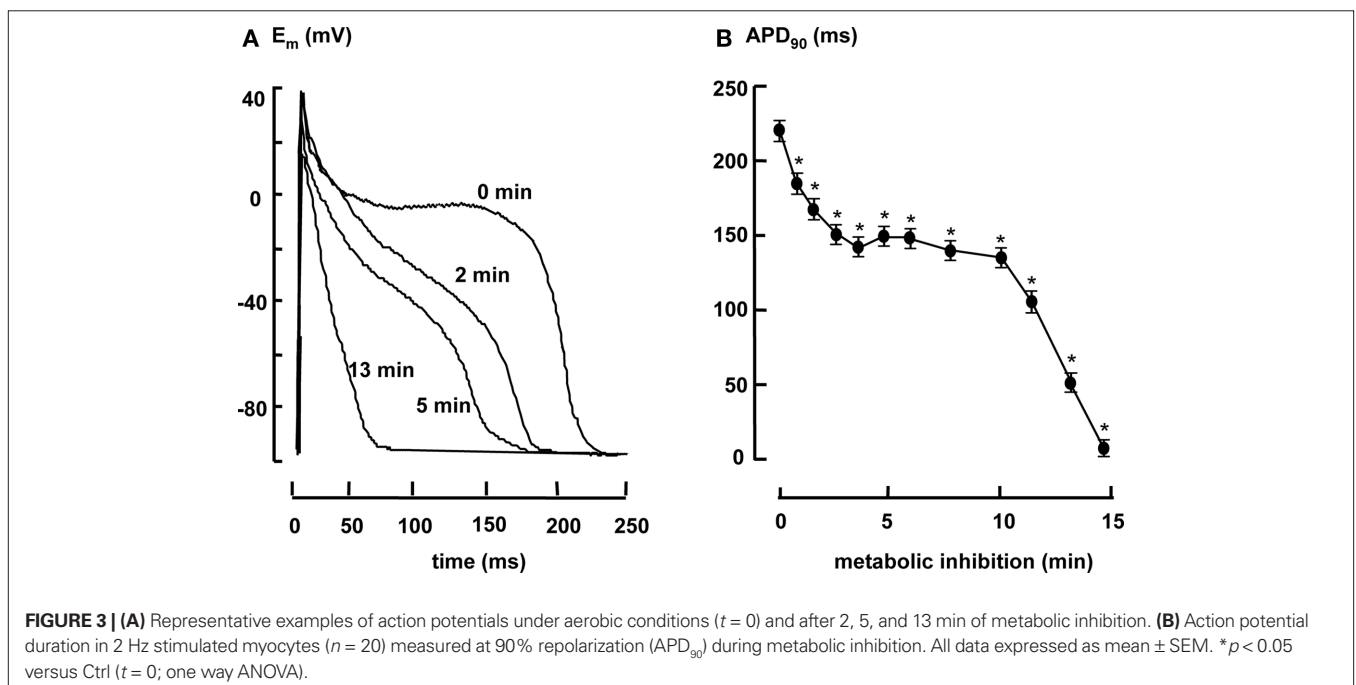 A E_m (mV)
40
0
-40
-80
0 min
2 min
13 min
5 min
0 50 100 150 200 250
time (ms)
B APD_90 (ms)
250
200
150
100
50
0
* * * * * * * * * * *
0 5 10 15
metabolic inhibition (min)
FIGURE 3 | (A) Representative examples of action potentials under aerobic conditions (t = 0) and after 2, 5, and 13 min of metabolic inhibition. (B) Action potential
duration in 2 Hz stimulated myocytes (n = 20) measured at 90% repolarization (APD_90) during metabolic inhibition. All data expressed as mean ± SEM. *p < 0.05
versus Ctrl (t = 0; one way ANOVA).